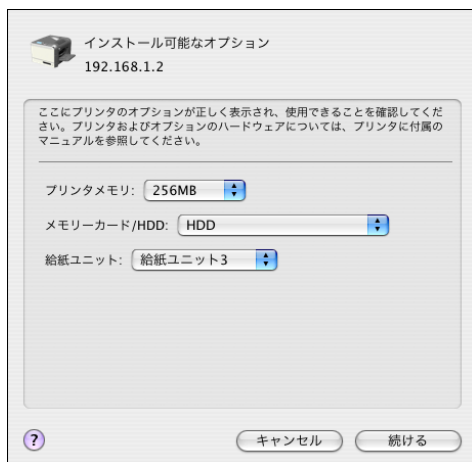 インストール可能なオプション
192.168.1.2
ここにプリンタのオプションが正しく表示され、使用できることを確認してくだ
さい。プリンタおよびオプションのハードウェアについては、プリンタに付属の
マニュアルを参照してください。
プリンタメモリ: 256MB
メモリーカード/HDD: HDD
給紙ユニット: 給紙ユニット3
? キャンセル 続ける